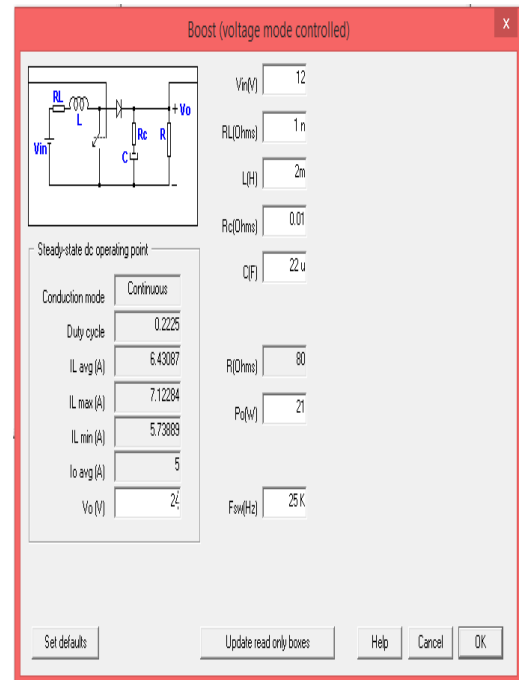 Boost (voltage mode controlled)
x
RL
L
Vin
Rc
C
R
+ Vo
-
Vin(V) 12
RL(Ohms) 1 n
L(H) 2m
Rc(Ohms) 0.01
C(F) 22 u
R(Ohms) 80
Po(W) 21
Fsw(Hz) 25 K
Steady-state dc operating point
Conduction mode Continuous
Duty cycle 0.2225
IL avg (A) 6.43087
IL max (A) 7.12284
IL min (A) 5.73889
Io avg (A) 5
Vo (V) 24
Set defaults
Update read only boxes
Help
Cancel
OK